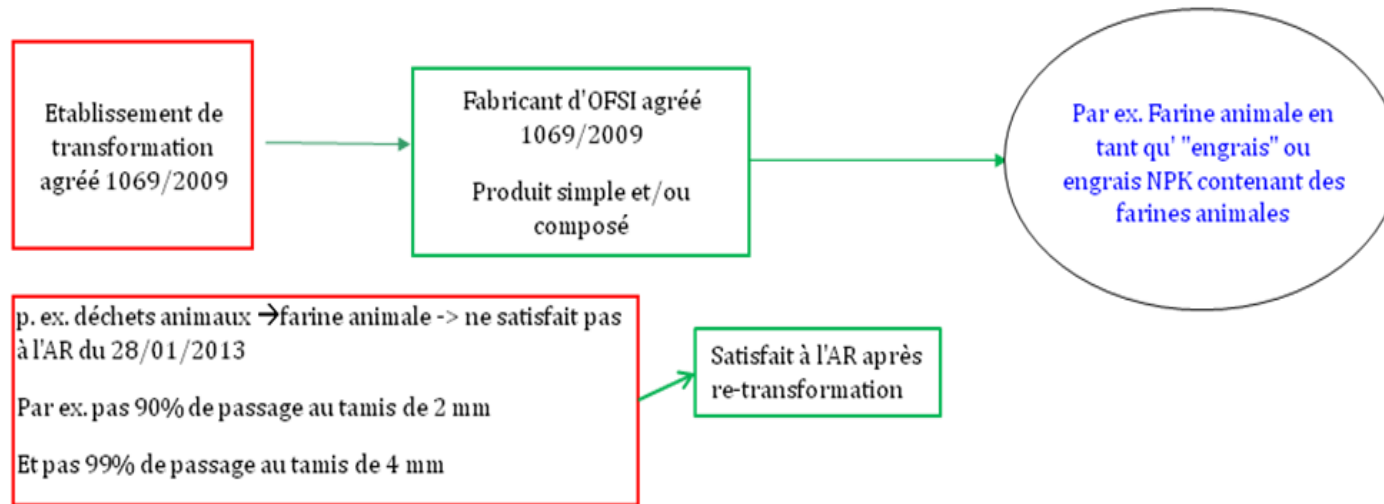 Etablissement de
transformation
agréé 1069/2009
Fabricant d'OFSI agréé
1069/2009
Produit simple et/ou
composé
Par ex. Farine animale en
tant qu' "engrais" ou
engrais NPK contenant des
farines animales
p. ex. déchets animaux →farine animale -> ne satisfait pas
à l'AR du 28/01/2013
Par ex. pas 90% de passage au tamis de 2 mm
Et pas 99% de passage au tamis de 4 mm
Satisfait à l'AR après
re-transformation